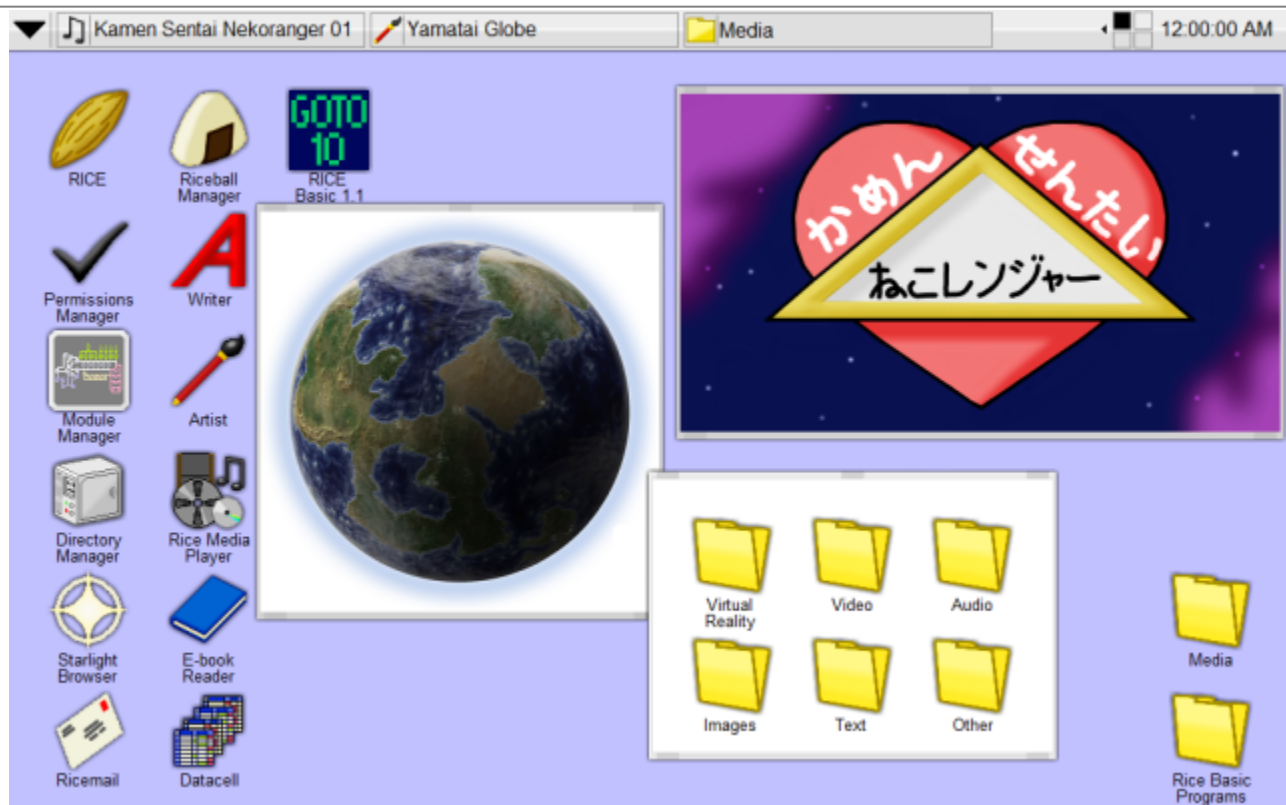 Kamen Sentai Nekoranger 01
Yamatai Globe
Media
12:00:00 AM
RICE
Riceball
Manager
GOTO
10
RICE
Basic 1.1
Permissions
Manager
Writer
Module
Manager
Artist
Directory
Manager
Rice Media
Player
Starlight
Browser
E-book
Reader
Ricemail
Datacell
かめん
せんたい
ねこレンジャー
Virtual
Reality
Video
Audio
Images
Text
Other
Media
Rice Basic
Programs